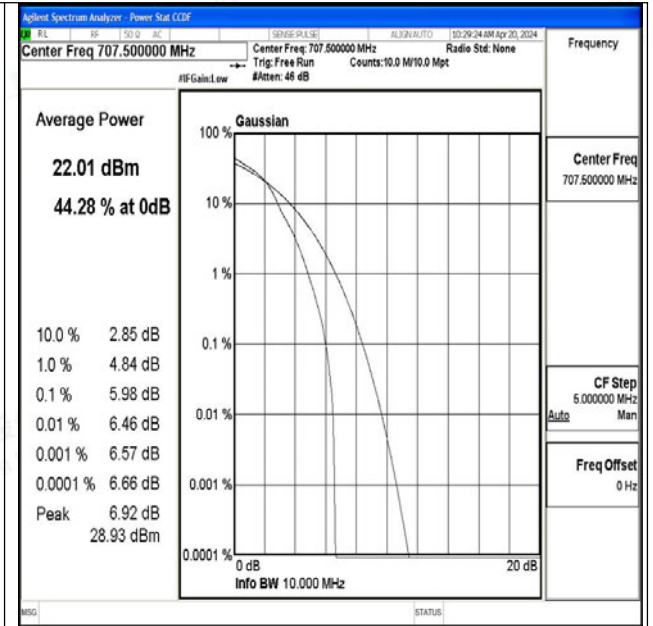 Agilent Spectrum Analyzer - Power Stat CCDF
RL RF 50 Ω AC SENSE:PULSE ALIGN AUTO 10:29:24 AM Apr 20, 2024
Center Freq 707.500000 MHz
Center Freq: 707.500000 MHz Radio Std: None
Trig: Free Run Counts:10.0 M/10.0 Mpt
#IFGain:Low #Atten: 46 dB
Frequency
Average Power
22.01 dBm
44.28 % at 0dB
10.0 % 2.85 dB
1.0 % 4.84 dB
0.1 % 5.98 dB
0.01 % 6.46 dB
0.001 % 6.57 dB
0.0001 % 6.66 dB
Peak 6.92 dB
28.93 dBm
Gaussian
100 %
10 %
1 %
0.1 %
0.01 %
0.001 %
0.0001 %
0 dB 20 dB
Info BW 10.000 MHz
Center Freq
707.500000 MHz
CF Step
5.000000 MHz
Auto Man
Freq Offset
0 Hz
MSG STATUS